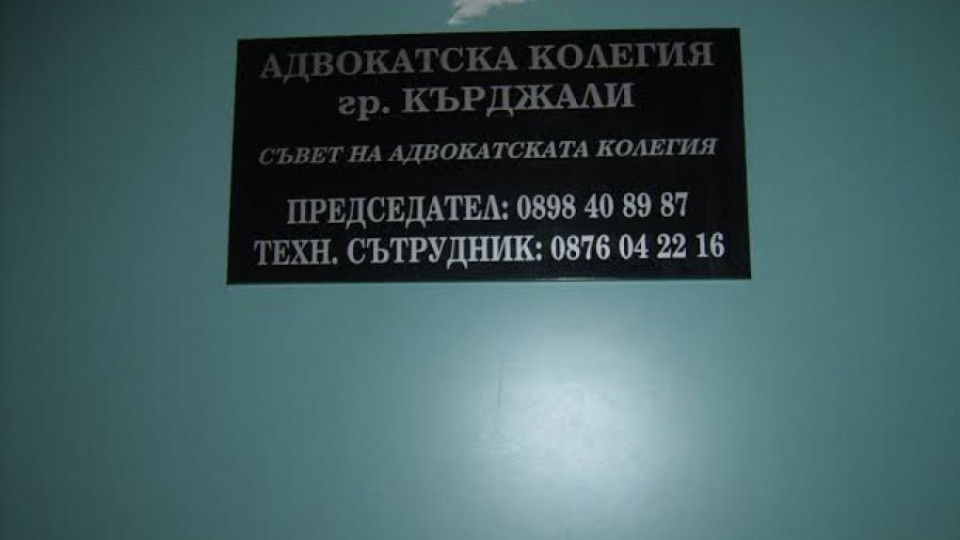 АДВОКАТСКА КОЛЕГИЯ
гр. КЪРДЖАЛИ
СЪВЕТ НА АДВОКАТСКАТА КОЛЕГИЯ
ПРЕДСЕДАТЕЛ: 0898 40 89 87
ТЕХН. СЪТРУДНИК: 0876 04 22 16